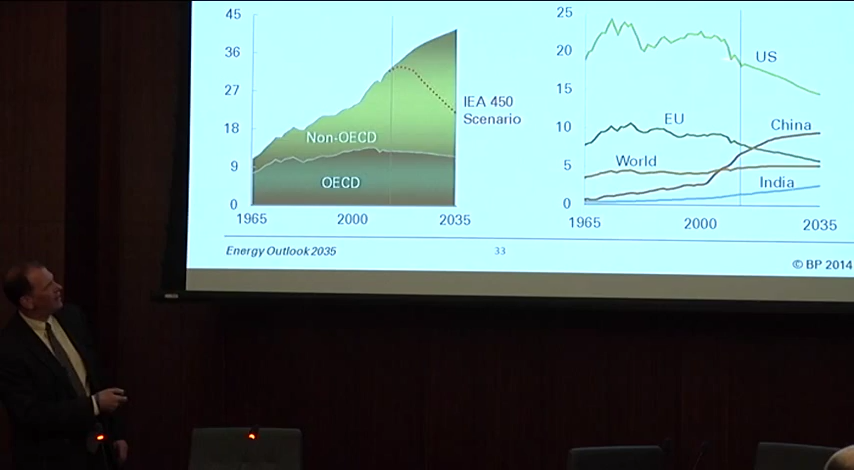 45
36
27
18
9
0
Non-OECD
OECD
IEA 450
Scenario
1965
2000
2035
25
20
15
10
5
0
US
EU
China
World
India
1965
2000
2035
Energy Outlook 2035
33
© BP 2014